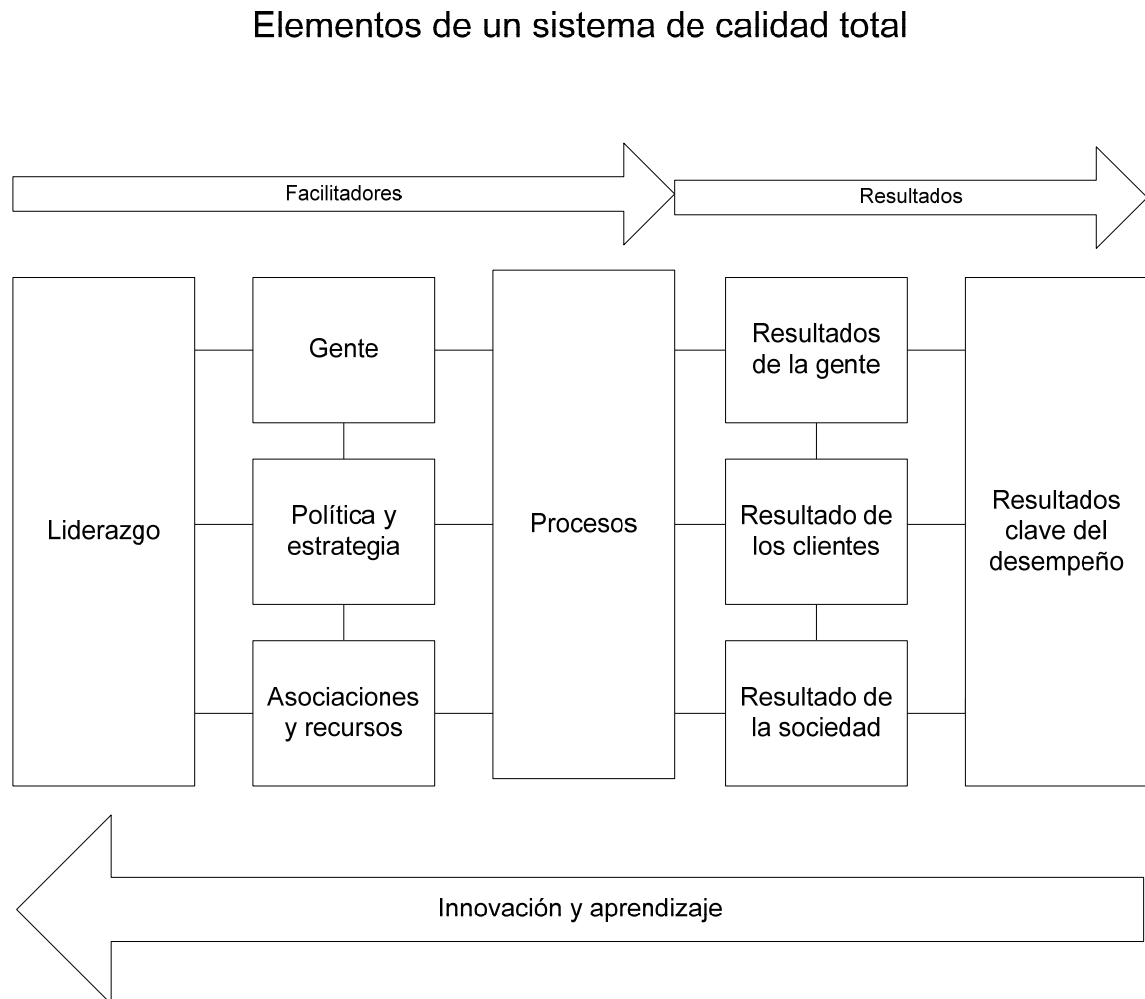 Elementos de un sistema de calidad total
Facilitadores
Resultados
Liderazgo
Gente
Política y
estrategia
Asociaciones
y recursos
Procesos
Resultados
de la gente
Resultado de
los clientes
Resultado de
la sociedad
Resultados
clave del
desempeño
Innovación y aprendizaje